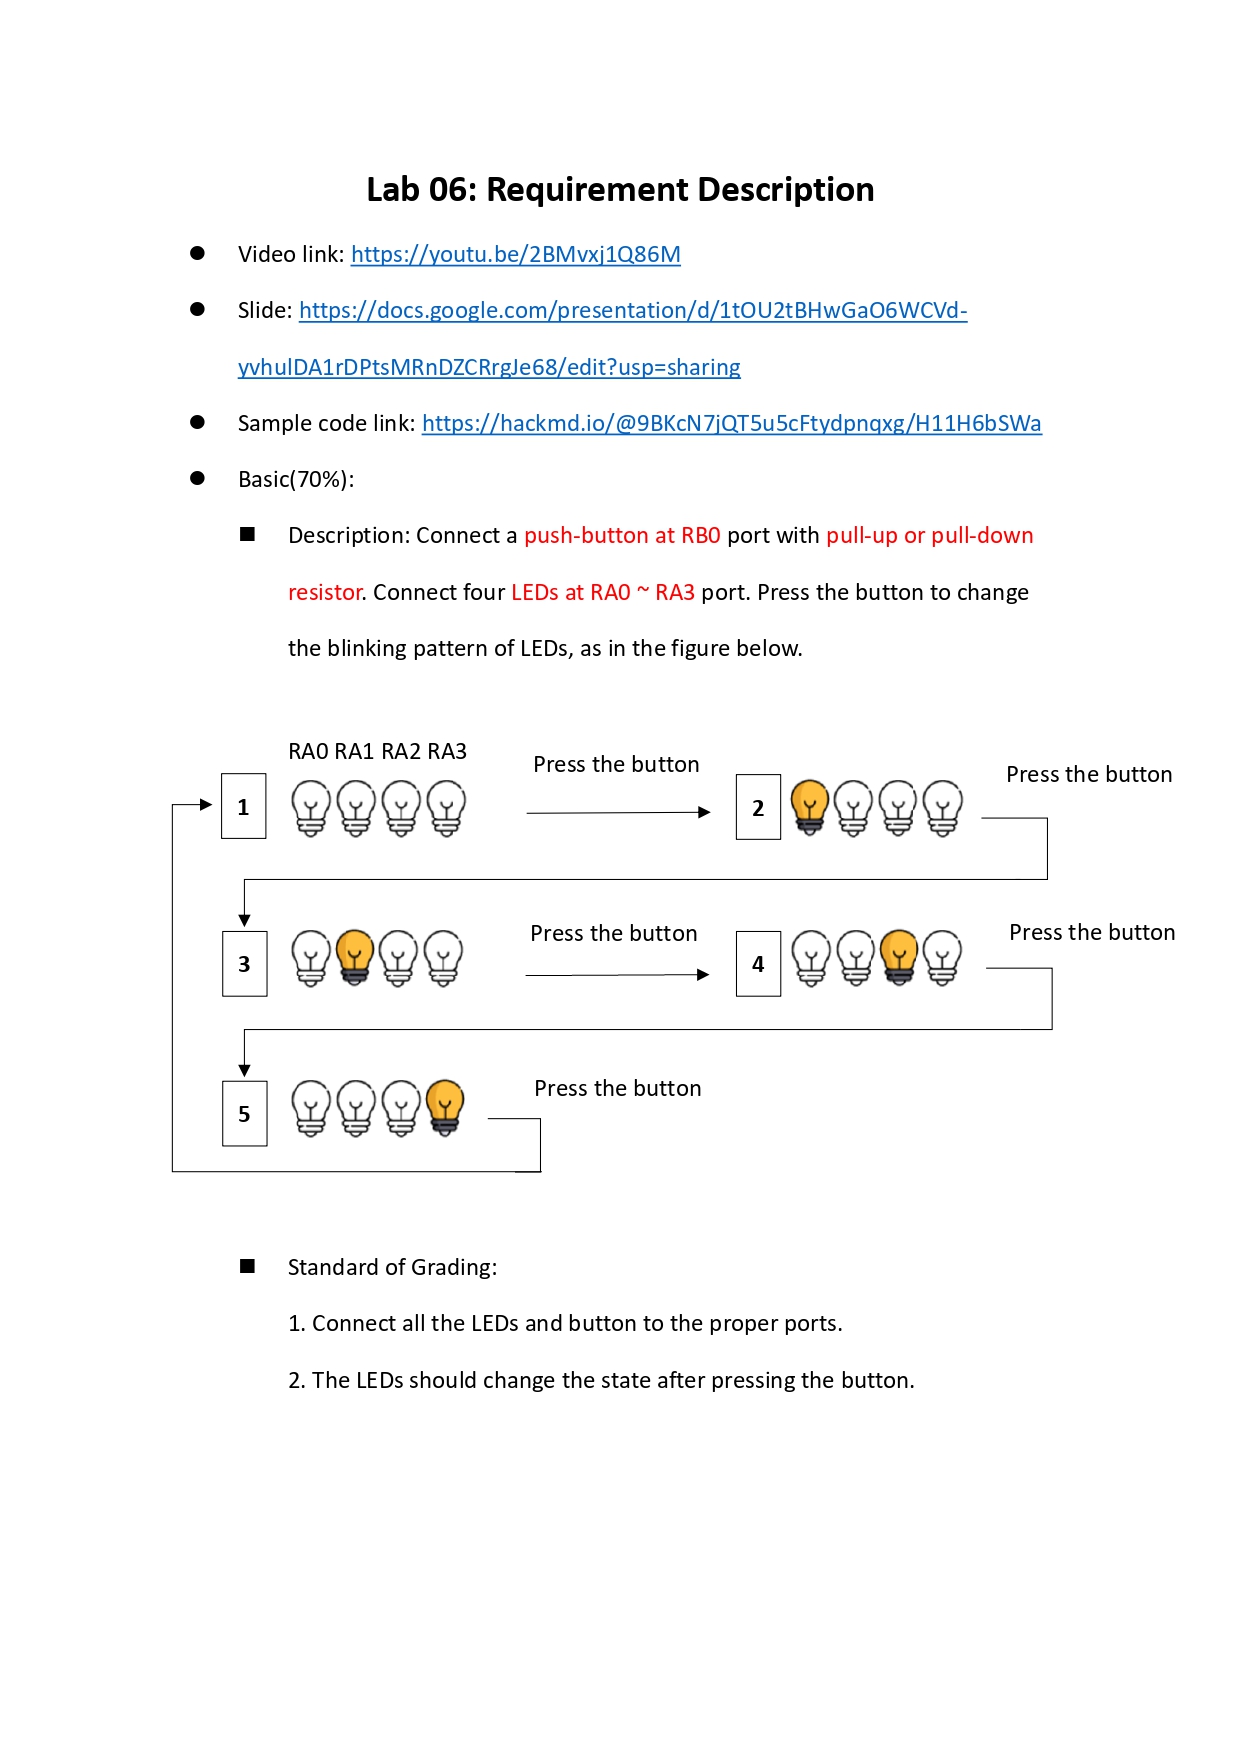 Lab 06: Requirement Description
● Video link: https://youtu.be/2BMvxj1Q86M
● Slide: https://docs.google.com/presentation/d/1tOU2tBHwGaO6WCVd-
yvhulDA1rDPtsMRnDZCRrgJe68/edit?usp=sharing
● Sample code link: https://hackmd.io/@9BKcN7jQT5u5cFtydpnqxg/H11H6bSWa
● Basic(70%):
■ Description: Connect a push-button at RB0 port with pull-up or pull-down
resistor. Connect four LEDs at RA0 ~ RA3 port. Press the button to change
the blinking pattern of LEDs, as in the figure below.
RA0 RA1 RA2 RA3
Press the button
Press the button
1
2
Press the button
Press the button
3
4
Press the button
5
■ Standard of Grading:
1. Connect all the LEDs and button to the proper ports.
2. The LEDs should change the state after pressing the button.